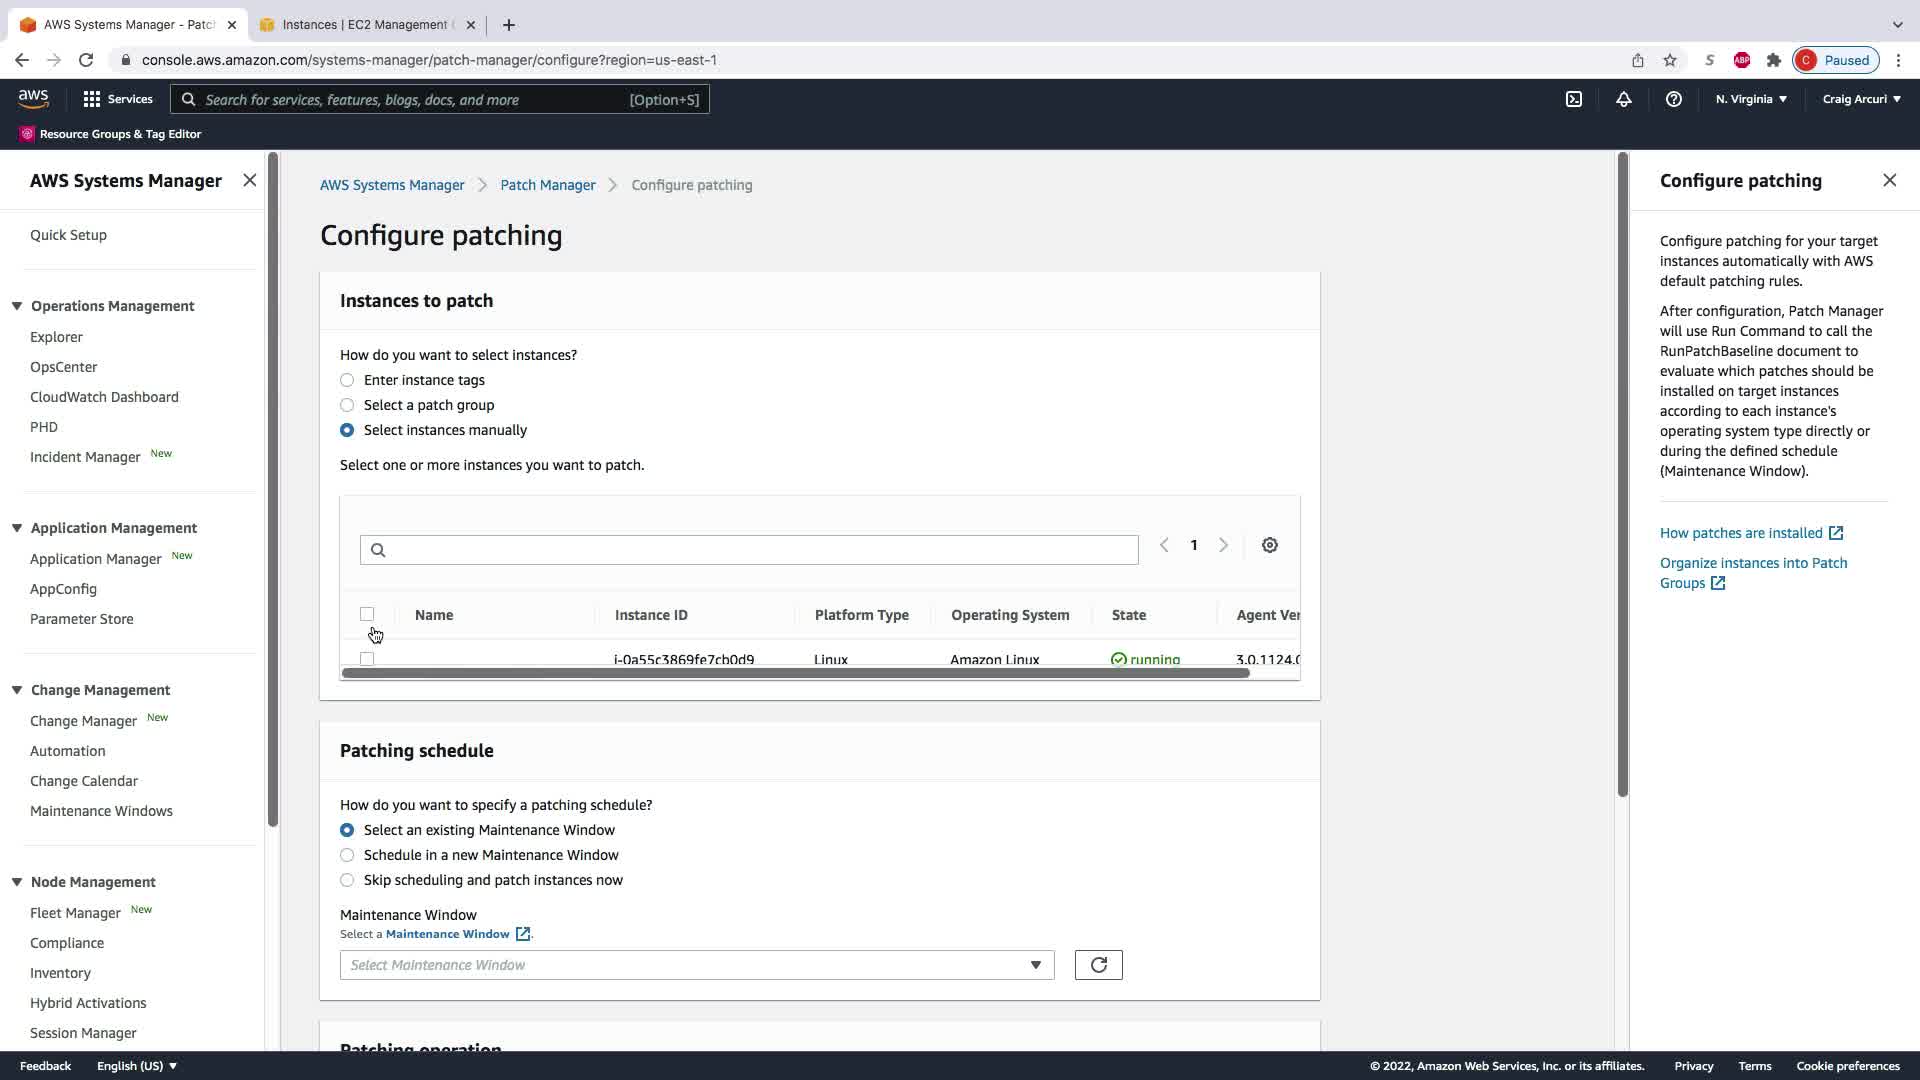 AWS Systems Manager - Patc
Instances | EC2 Management
console.aws.amazon.com/systems-manager/patch-manager/configure?region=us-east-1
S
ABP
C
Paused
aws
Services
Search for services, features, blogs, docs, and more
[Option+S]
N. Virginia
Craig Arcuri
Resource Groups & Tag Editor
AWS Systems Manager
Quick Setup
Operations Management
Explorer
OpsCenter
CloudWatch Dashboard
PHD
Incident Manager New
Application Management
Application Manager New
AppConfig
Parameter Store
Change Management
Change Manager New
Automation
Change Calendar
Maintenance Windows
Node Management
Fleet Manager New
Compliance
Inventory
Hybrid Activations
Session Manager
AWS Systems Manager
Patch Manager
Configure patching
Configure patching
Instances to patch
How do you want to select instances?
Enter instance tags
Select a patch group
Select instances manually
Select one or more instances you want to patch.
1
Name
Instance ID
Platform Type
Operating System
State
Agent Ver
i-0a55c3869fe7cb0d9
Linux
Amazon Linux
running
3.0.1124.0
Patching schedule
How do you want to specify a patching schedule?
Select an existing Maintenance Window
Schedule in a new Maintenance Window
Skip scheduling and patch instances now
Maintenance Window
Select a Maintenance Window .
Select Maintenance Window
Patching operation
Configure patching
Configure patching for your target
instances automatically with AWS
default patching rules.
After configuration, Patch Manager
will use Run Command to call the
RunPatchBaseline document to
evaluate which patches should be
installed on target instances
according to each instance's
operating system type directly or
during the defined schedule
(Maintenance Window).
How patches are installed
Organize instances into Patch
Groups
Feedback
English (US)
© 2022, Amazon Web Services, Inc. or its affiliates.
Privacy
Terms
Cookie preferences